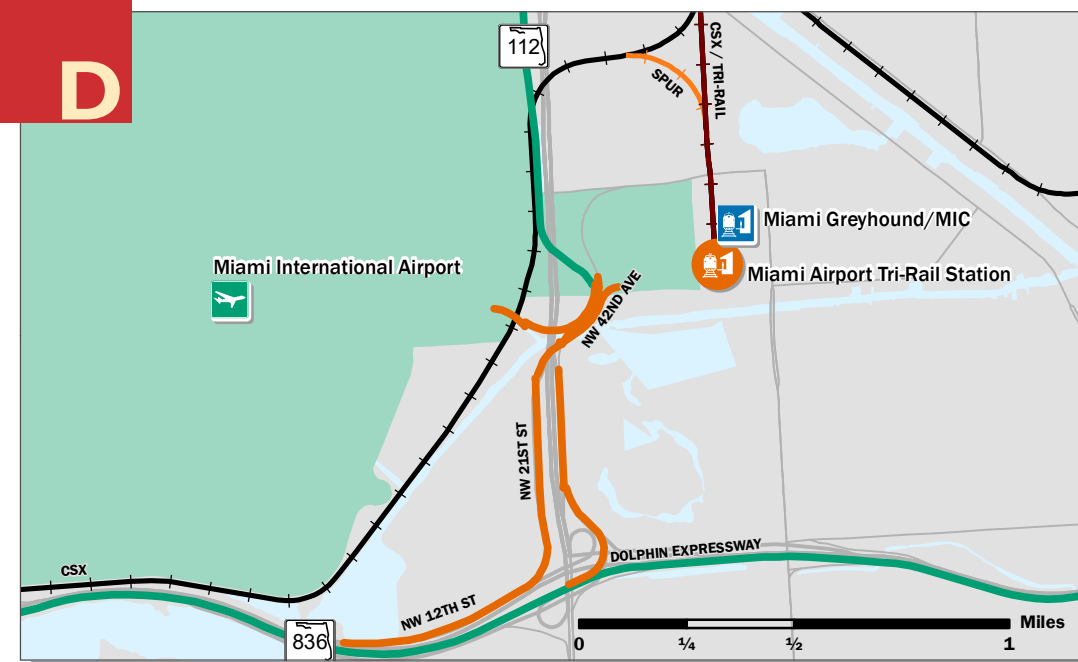 D
112
CSX / TRI-RAIL
SPUR
Miami Greyhound/MIC
Miami International Airport
Miami Airport Tri-Rail Station
NW 42ND AVE
NW 21ST ST
DOLPHIN EXPRESSWAY
CSX
NW 12TH ST
836
Miles
0 ¼ ½ 1